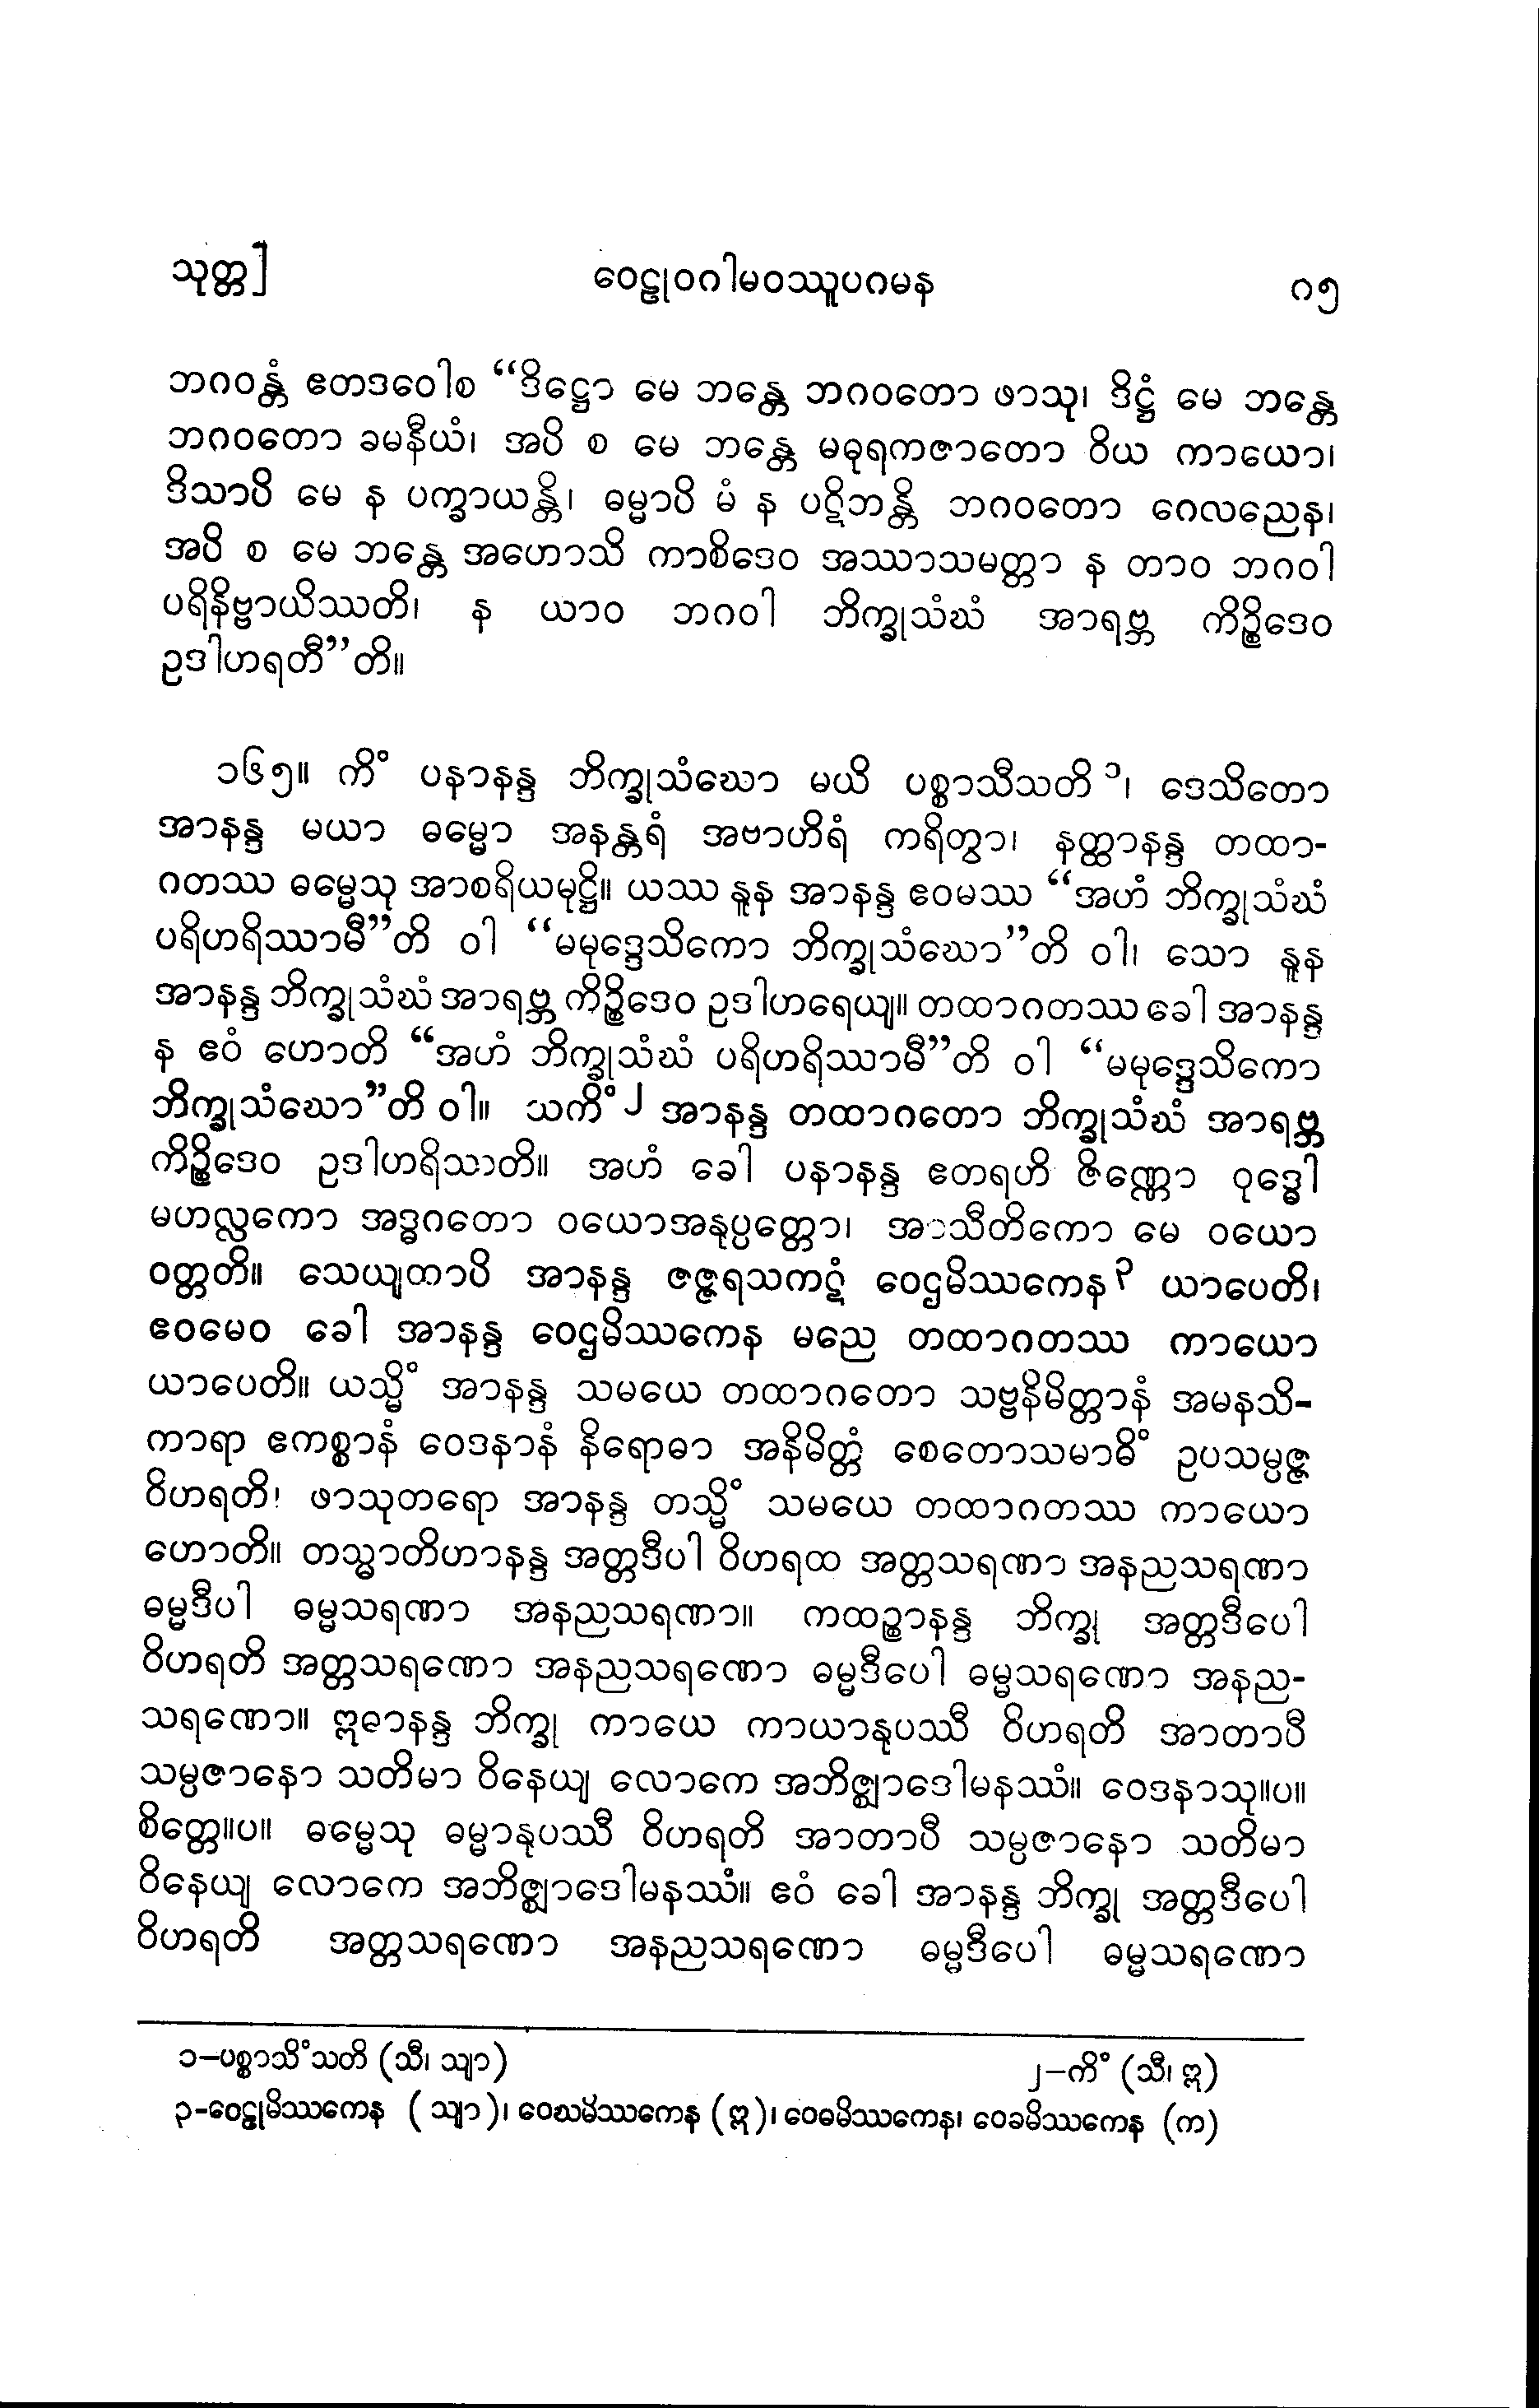 သုတ္တ] ဝေဠုဝဂါမဝဿူပဂမန ဂ၅
ဘဂဝန္တံ ဧတဒဝေါစ “ဒိဋ္ဌော မေ ဘန္တေ ဘဂဝတော ဖာသု၊ ဒိဋ္ဌံ မေ ဘန္တေ
ဘဂဝတော ခမနီယံ၊ အပိ စ မေ ဘန္တေ မဓုရကဇာတော ဝိယ ကာယော၊
ဒိသာပိ မေ န ပက္ခာယန္တိ၊ ဓမ္မာပိ မံ န ပဋိဘန္တိ ဘဂဝတော ဂေလညေန၊
အပိ စ မေ ဘန္တေ အဟောသိ ကာစိဒေဝ အဿာသမတ္တာ န တာဝ ဘဂဝါ
ပရိနိဗ္ဗာယိဿတိ၊ န ယာဝ ဘဂဝါ ဘိက္ခုသံဃံ အာရဗ္ဘ ကိဉ္စိဒေဝ
ဥဒါဟရတီ”တိ။
၁၆၅။ ကိံ ပနာနန္ဒ ဘိက္ခုသံဃော မယိ ပစ္စာသီသတိ ၁၊ ဒေသိတော
အာနန္ဒ မယာ ဓမ္မော အနန္တရံ အဗာဟိရံ ကရိတွာ၊ နတ္ထာနန္ဒ တထာ-
ဂတဿ ဓမ္မေသု အာစရိယမုဋ္ဌိ။ ယဿ နူန အာနန္ဒ ဧဝမဿ “အဟံ ဘိက္ခုသံဃံ
ပရိဟရိဿာမီ”တိ ဝါ “မမုဒ္ဒေသိကော ဘိက္ခုသံဃော”တိ ဝါ၊ သော နူန
အာနန္ဒ ဘိက္ခုသံဃံ အာရဗ္ဘ ကိဉ္စိဒေဝ ဥဒါဟရေယျ။ တထာဂတဿ ခေါ အာနန္ဒ
န ဧဝံ ဟောတိ “အဟံ ဘိက္ခုသံဃံ ပရိဟရိဿာမီ”တိ ဝါ “မမုဒ္ဒေသိကော
ဘိက္ခုသံဃော”တိ ဝါ။ သကိံ ၂ အာနန္ဒ တထာဂတော ဘိက္ခုသံဃံ အာရဗ္ဘ
ကိဉ္စိဒေဝ ဥဒါဟရိသာတိ။ အဟံ ခေါ ပနာနန္ဒ ဧတရဟိ ဇိဏ္ဏော ဝုဒ္ဓေါ
မဟလ္လကော အဒ္ဓဂတော ဝယောအနုပ္ပတ္တော၊ အာသီတိကော မေ ဝယော
ဝတ္တတိ။ သေယျထာပိ အာနန္ဒ ဇဇ္ဇရသကဋံ ဝေဌမိဿကေန ၃ ယာပေတိ၊
ဧဝမေဝ ခေါ အာနန္ဒ ဝေဌမိဿကေန မညေ တထာဂတဿ ကာယော
ယာပေတိ။ ယသ္မိံ အာနန္ဒ သမယေ တထာဂတော သဗ္ဗနိမိတ္တာနံ အမနသိ-
ကာရာ ဧကစ္စာနံ ဝေဒနာနံ နိရောဓာ အနိမိတ္တံ စေတောသမာဓိံ ဥပသမ္ပဇ္ဇ
ဝိဟရတိ၊ ဖာသုတရော အာနန္ဒ တသ္မိံ သမယေ တထာဂတဿ ကာယော
ဟောတိ။ တသ္မာတိဟာနန္ဒ အတ္တဒီပါ ဝိဟရထ အတ္တသရဏာ အနညသရဏာ
ဓမ္မဒီပါ ဓမ္မသရဏာ အနညသရဏာ။ ကထဉ္စာနန္ဒ ဘိက္ခု အတ္တဒီပေါ
ဝိဟရတိ အတ္တသရဏော အနညသရဏော ဓမ္မဒီပေါ ဓမ္မသရဏော အနည-
သရဏော။ ဣဓာနန္ဒ ဘိက္ခု ကာယေ ကာယာနုပဿီ ဝိဟရတိ အာတာပီ
သမ္ပဇာနော သတိမာ ဝိနေယျ လောကေ အဘိဇ္ဈာဒေါမနဿံ။ ဝေဒနာသု။ပ။
စိတ္တေ။ပ။ ဓမ္မေသု ဓမ္မာနုပဿီ ဝိဟရတိ အာတာပီ သမ္ပဇာနော သတိမာ
ဝိနေယျ လောကေ အဘိဇ္ဈာဒေါမနဿံ။ ဧဝံ ခေါ အာနန္ဒ ဘိက္ခု အတ္တဒီပေါ
ဝိဟရတိ အတ္တသရဏော အနညသရဏော ဓမ္မဒီပေါ ဓမ္မသရဏော
၁–ပစ္စာသိံသတိ (သီ၊ သျာ) ၂–ကိံ (သီ၊ ဣ)
၃-ဝေဠုမိဿကေန (သျာ)၊ ဝေဃမိဿကေန (ဣ)၊ ဝေဓမိဿကေန၊ ဝေခမိဿကေန (က)